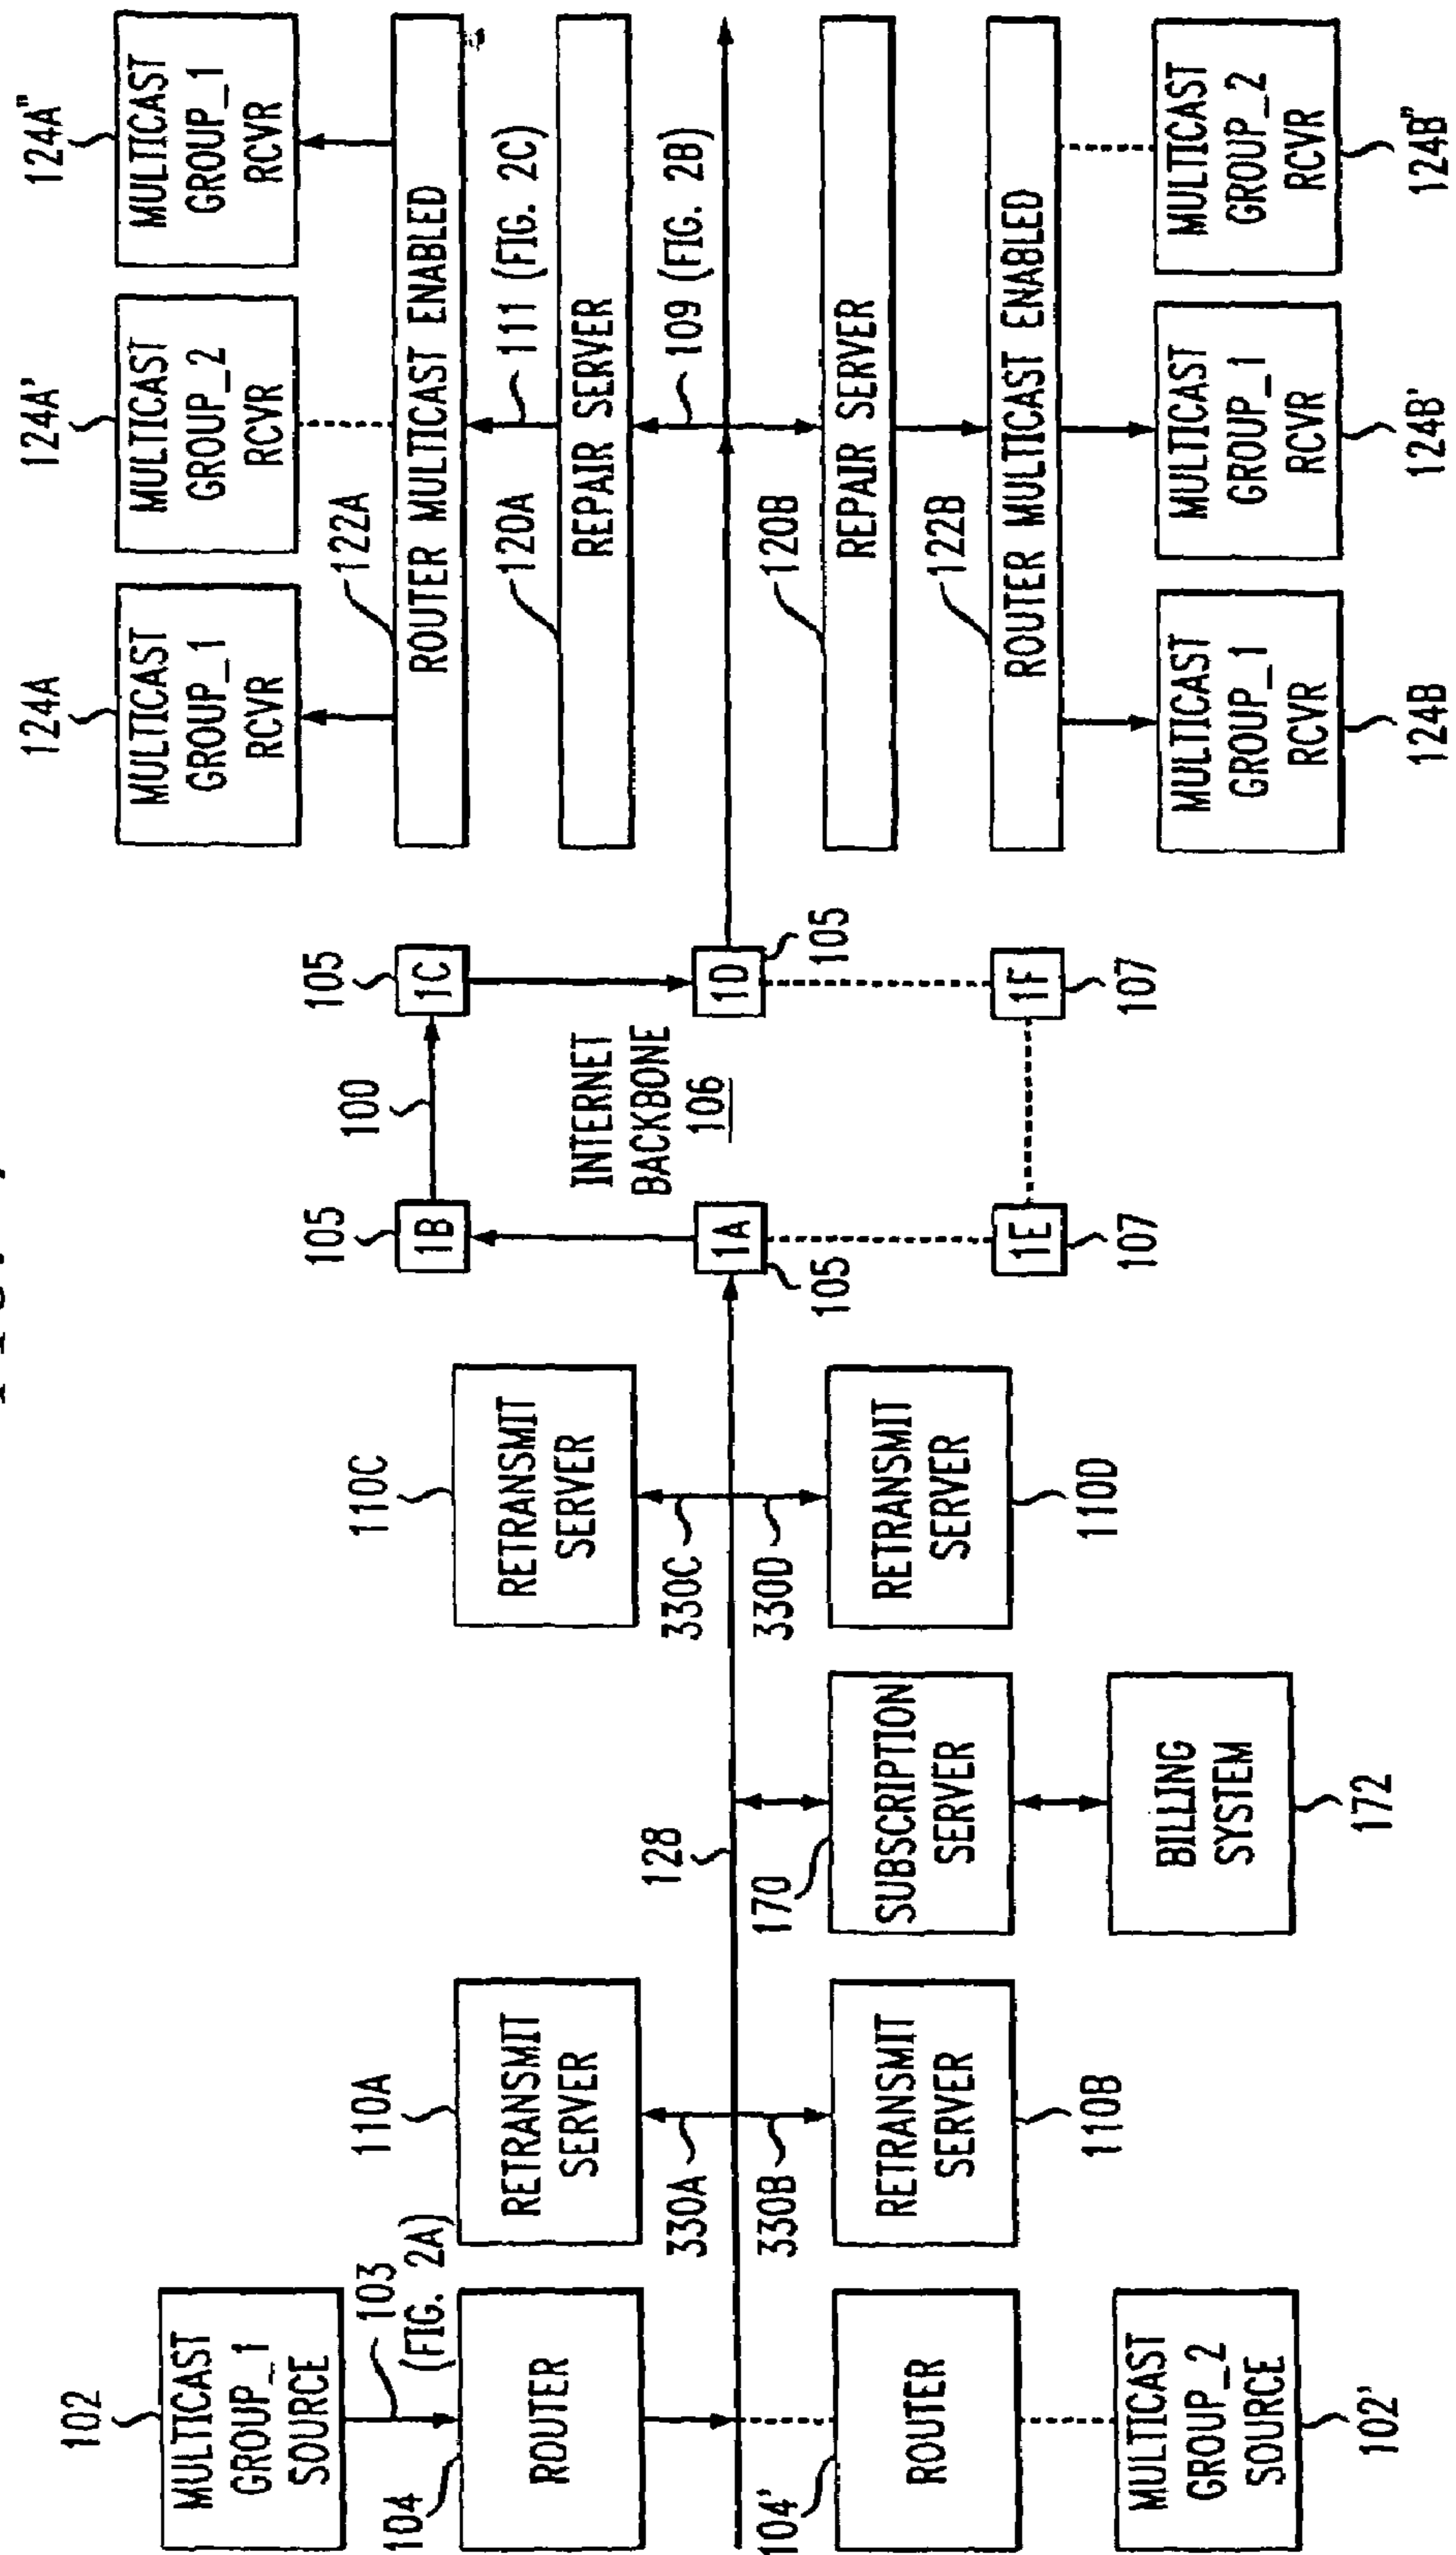 102
MULTICAST
GROUP_1
SOURCE
103
(FIG. 2A)
104
ROUTER
104'
ROUTER
MULTICAST
GROUP_2
SOURCE
102'
110A
RETRANSMIT
SERVER
330A
330B
RETRANSMIT
SERVER
110B
128
170
SUBSCRIPTION
SERVER
BILLING
SYSTEM
172
110C
RETRANSMIT
SERVER
330C
330D
RETRANSMIT
SERVER
110D
105
1B
100
105
1C
INTERNET
BACKBONE
106
1A
105
1D
105
1E
107
1F
107
124A
MULTICAST
GROUP_1
RCVR
124A'
MULTICAST
GROUP_2
RCVR
124A"
MULTICAST
GROUP_1
RCVR
122A
ROUTER MULTICAST ENABLED
111 (FIG. 2C)
120A
REPAIR SERVER
109 (FIG. 2B)
120B
REPAIR SERVER
122B
ROUTER MULTICAST ENABLED
MULTICAST
GROUP_1
RCVR
124B
MULTICAST
GROUP_1
RCVR
124B'
MULTICAST
GROUP_2
RCVR
124B"